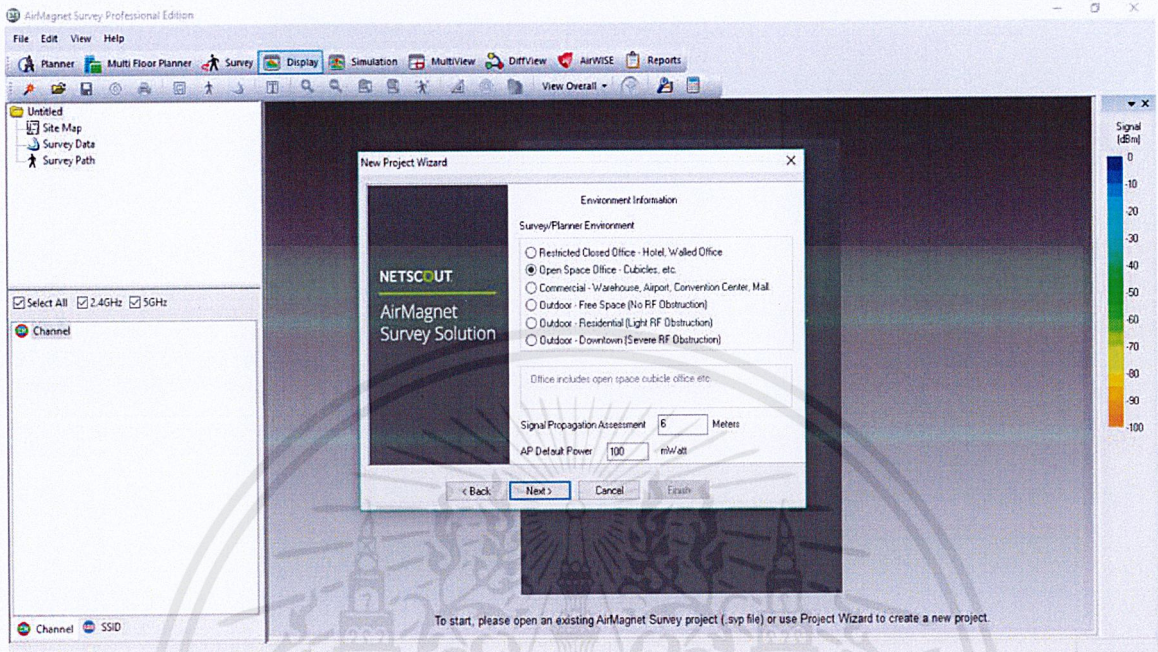 AirMagnet Survey Professional Edition
File Edit View Help
Planner Multi Floor Planner Survey Display Simulation MultiView DiffView AirWISE Reports
View Overall
Untitled
Site Map
Survey Data
Survey Path
Select All 2.4GHz 5GHz
Channel
Channel SSID
New Project Wizard
NETSCOUT
AirMagnet
Survey Solution
Environment Information
Survey/Planner Environment
Restricted Closed Office - Hotel, Walled Office
Open Space Office - Cubicles, etc.
Commercial - Warehouse, Airport, Convention Center, Mall
Outdoor - Free Space (No RF Obstruction)
Outdoor - Residential (Light RF Obstruction)
Outdoor - Downtown (Severe RF Obstruction)
Office includes open space cubicle office etc
Signal Propagation Assessment 6 Meters
AP Default Power 100 mWatt
< Back Next > Cancel Finish
To start, please open an existing AirMagnet Survey project (.svp file) or use Project Wizard to create a new project.
Signal
(dBm)
0
-10
-20
-30
-40
-50
-60
-70
-80
-90
-100